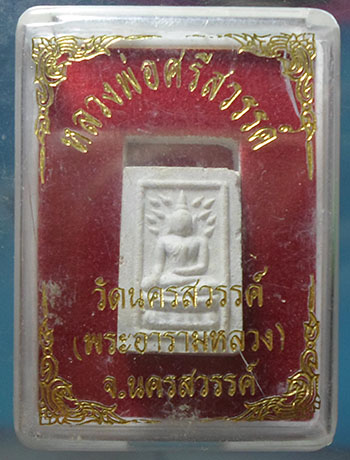 หลวงพ่อศรีสวรรค์
วัดนครสวรรค์
(พระอารามหลวง)
จ.นครสวรรค์